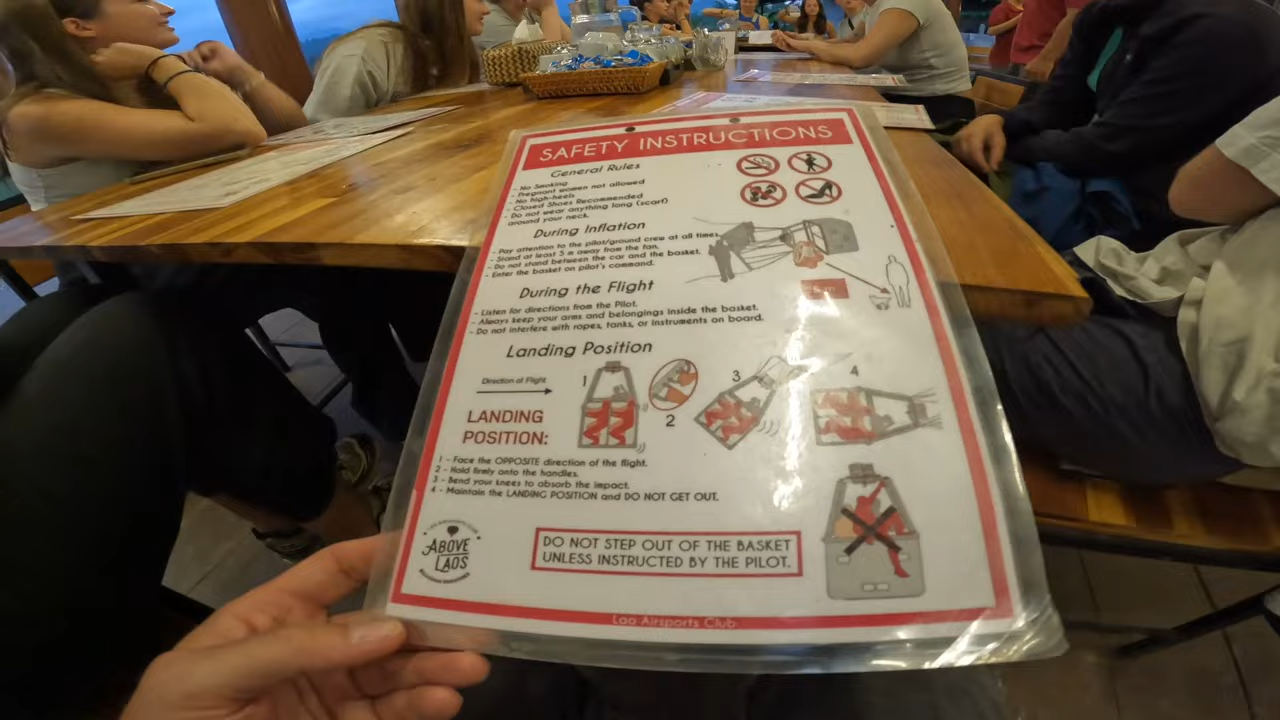 SAFETY INSTRUCTIONS
General Rules
- No Smoking
- Pregnant women not allowed
- No high-heels
- Closed Shoes Recommended
- Do not wear anything long (scarf)
around your neck.
During Inflation
- Pay attention to the pilot/ground crew at all times.
- Stand at least 5 m away from the fan.
- Do not stand between the car and the basket.
- Enter the basket on pilot's command.
During the Flight
- Listen for directions from the Pilot.
- Always keep your arms and belongings inside the basket.
- Do not interfere with ropes, tanks, or instruments on board.
Landing Position
Direction of Flight
1
2
3
4
LANDING
POSITION:
1 - Face the OPPOSITE direction of the flight.
2 - Hold firmly onto the handles.
3 - Bend your knees to absorb the impact.
4 - Maintain the LANDING POSITION and DO NOT GET OUT.
ABOVE
LAOS
DO NOT STEP OUT OF THE BASKET
UNLESS INSTRUCTED BY THE PILOT.
Lao Airsports Club